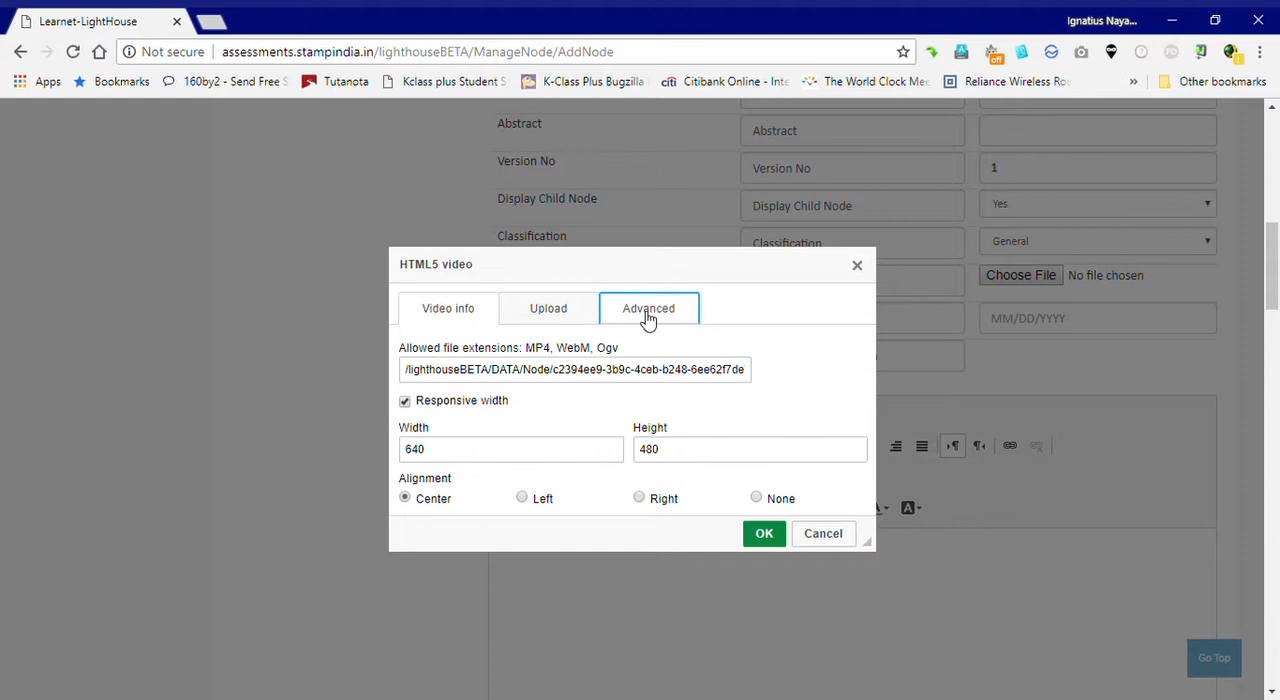 Learnet-LightHouse
Ignatius Naya...
Not secure
assessments.stampindia.in/lighthouseBETA/ManageNode/AddNode
off
Apps
Bookmarks
160by2 - Send Free S
Tutanota
Kclass plus Student S
K-Class Plus Bugzilla
citi
Citibank Online - Inte
The World Clock Mee
Reliance Wireless Rou
»
Other bookmarks
Abstract
Abstract
Version No
Version No
1
Display Child Node
Display Child Node
Yes
Classification
Classification
General
Choose File
No file chosen
MM/DD/YYYY
HTML5 video
Video info
Upload
Advanced
Allowed file extensions: MP4, WebM, Ogv
/lighthouseBETA/DATA/Node/c2394ee9-3b9c-4ceb-b248-6ee62f7de
Responsive width
Width
Height
640
480
Alignment
Center
Left
Right
None
OK
Cancel
Go Top